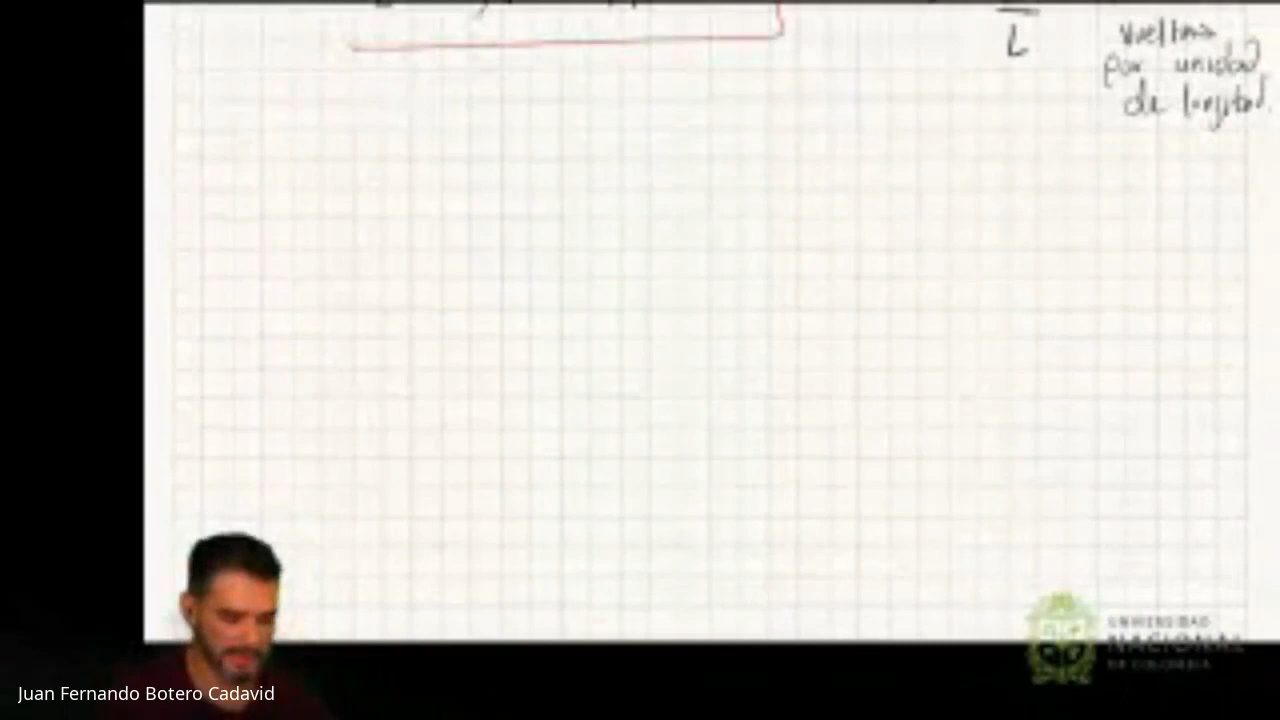 L
vueltas
por unidad
de longitud.
UNIVERSIDAD
NACIONAL
DE COLOMBIA
Juan Fernando Botero Cadavid